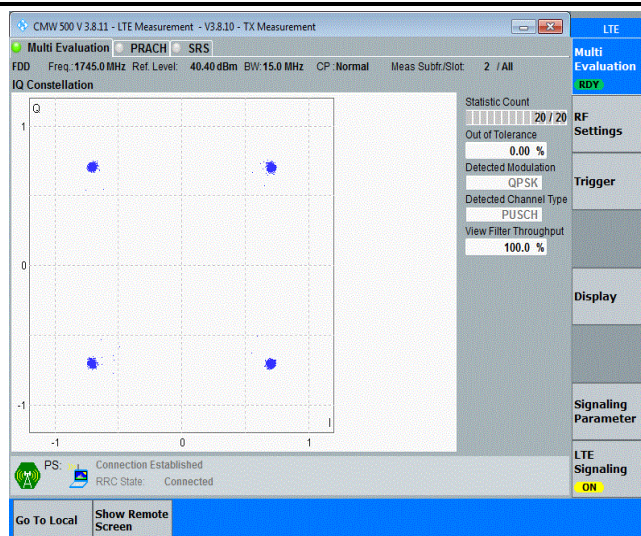 CMW 500 V 3.8.11 - LTE Measurement - V3.8.10 - TX Measurement
LTE
Multi Evaluation PRACH SRS
FDD Freq.:1745.0 MHz Ref. Level: 40.40 dBm BW:15.0 MHz CP :Normal Meas Subfr./Slot: 2 / All
IQ Constellation
Q
1
0
-1
I
-1 0 1
Statistic Count
20 / 20
Out of Tolerance
0.00 %
Detected Modulation
QPSK
Detected Channel Type
PUSCH
View Filter Throughput
100.0 %
Multi
Evaluation
RDY
RF
Settings
Trigger
Display
Signaling
Parameter
LTE
Signaling
ON
PS: Connection Established
RRC State: Connected
Go To Local
Show Remote
Screen